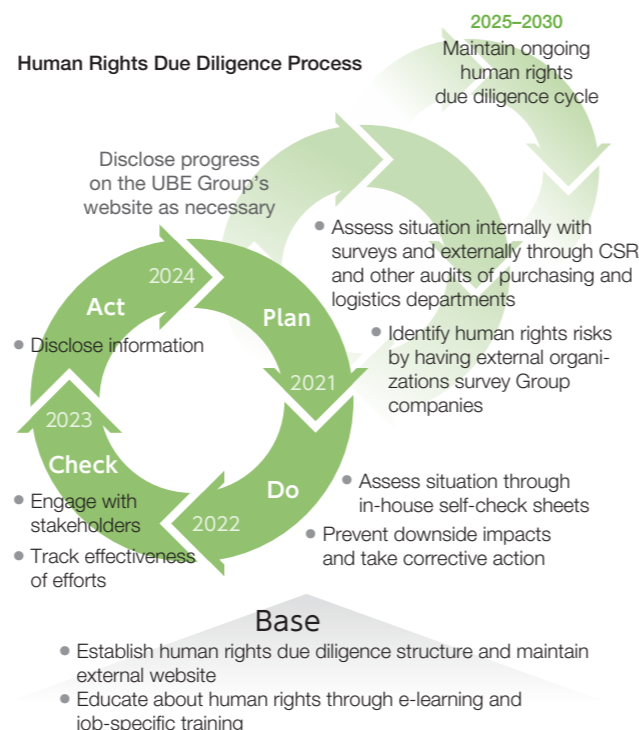 2025–2030
Maintain ongoing
human rights
due diligence cycle
Human Rights Due Diligence Process
Disclose progress
on the UBE Group's
website as necessary
2024
Act
• Disclose information
Plan
2021
• Assess situation internally with
surveys and externally through CSR
and other audits of purchasing and
logistics departments
• Identify human rights risks
by having external organi-
zations survey Group
companies
2023
Check
• Engage with
stakeholders
• Track effectiveness
of efforts
Do
2022
• Assess situation through
in-house self-check sheets
• Prevent downside impacts
and take corrective action
Base
• Establish human rights due diligence structure and maintain
external website
• Educate about human rights through e-learning and
job-specific training